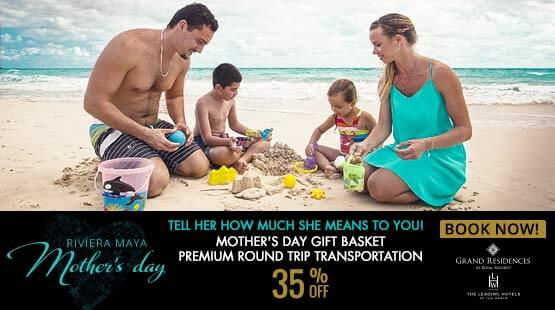 TELL HER HOW MUCH SHE MEANS TO YOU!
BOOK NOW!
RIVIERA MAYA
Mother's day
MOTHER'S DAY GIFT BASKET
PREMIUM ROUND TRIP TRANSPORTATION
35% OFF
GRAND RESIDENCES
BY ROYAL RESORTS
THE LEADING HOTELS
OF THE WORLD